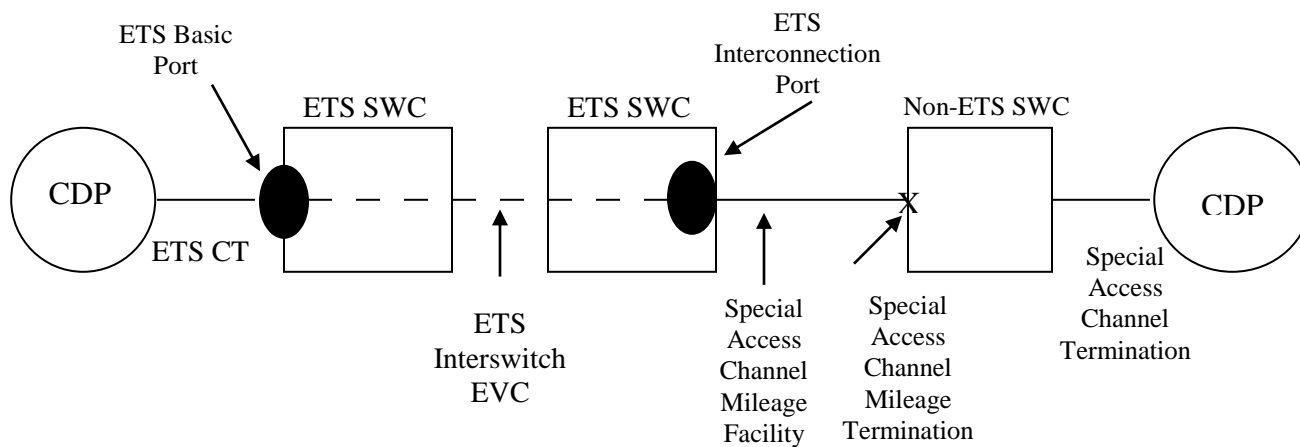 ETS Basic
Port
ETS
Interconnection
Port
ETS SWC
ETS SWC
Non-ETS SWC
CDP
X
CDP
ETS CT
ETS
Interswitch
EVC
Special
Access
Channel
Mileage
Facility
Special
Access
Channel
Mileage
Termination
Special
Access
Channel
Termination